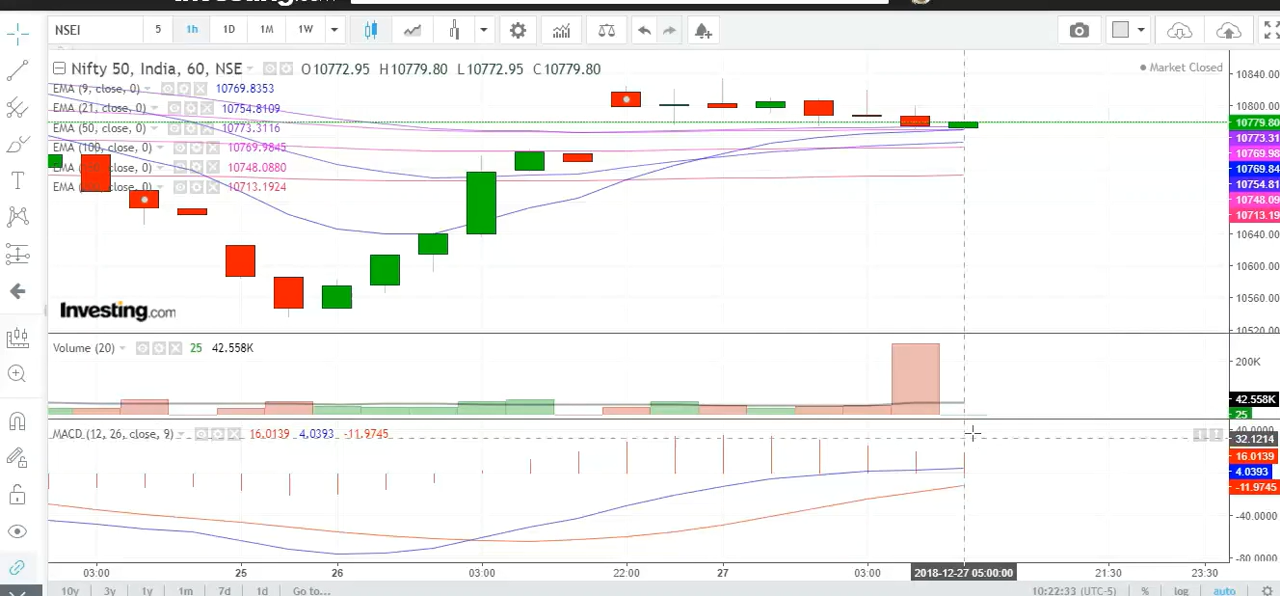 NSEI 5 1h 1D 1M 1W
Nifty 50, India, 60, NSE O10772.95 H10779.80 L10772.95 C10779.80
Market Closed
EMA (9, close, 0) 10769.8353
EMA (21, close, 0) 10754.8109
EMA (50, close, 0) 10773.3116
EMA (100, close, 0) 10769.9845
close, 0) 10748.0880
close, 0) 10713.1924
10840.00
10800.00
10779.80
10773.31
10769.98
10769.84
10754.81
10748.09
10713.19
10640.00
10600.00
10560.00
10520.00
Investing.com
Volume (20) 25 42.558K
200K
42.558K
25
MACD (12, 26, close, 9) 16.0139 4.0393 -11.9745
40.0000
32.1214
16.0139
4.0393
-11.9745
-40.0000
-80.0000
03:00 25 26 03:00 22:00 27 03:00 2018-12-27 05:00:00 21:30 23:30
10y 3y 1y 1m 7d 1d Go to... 10:22:33 (UTC-5) % log auto